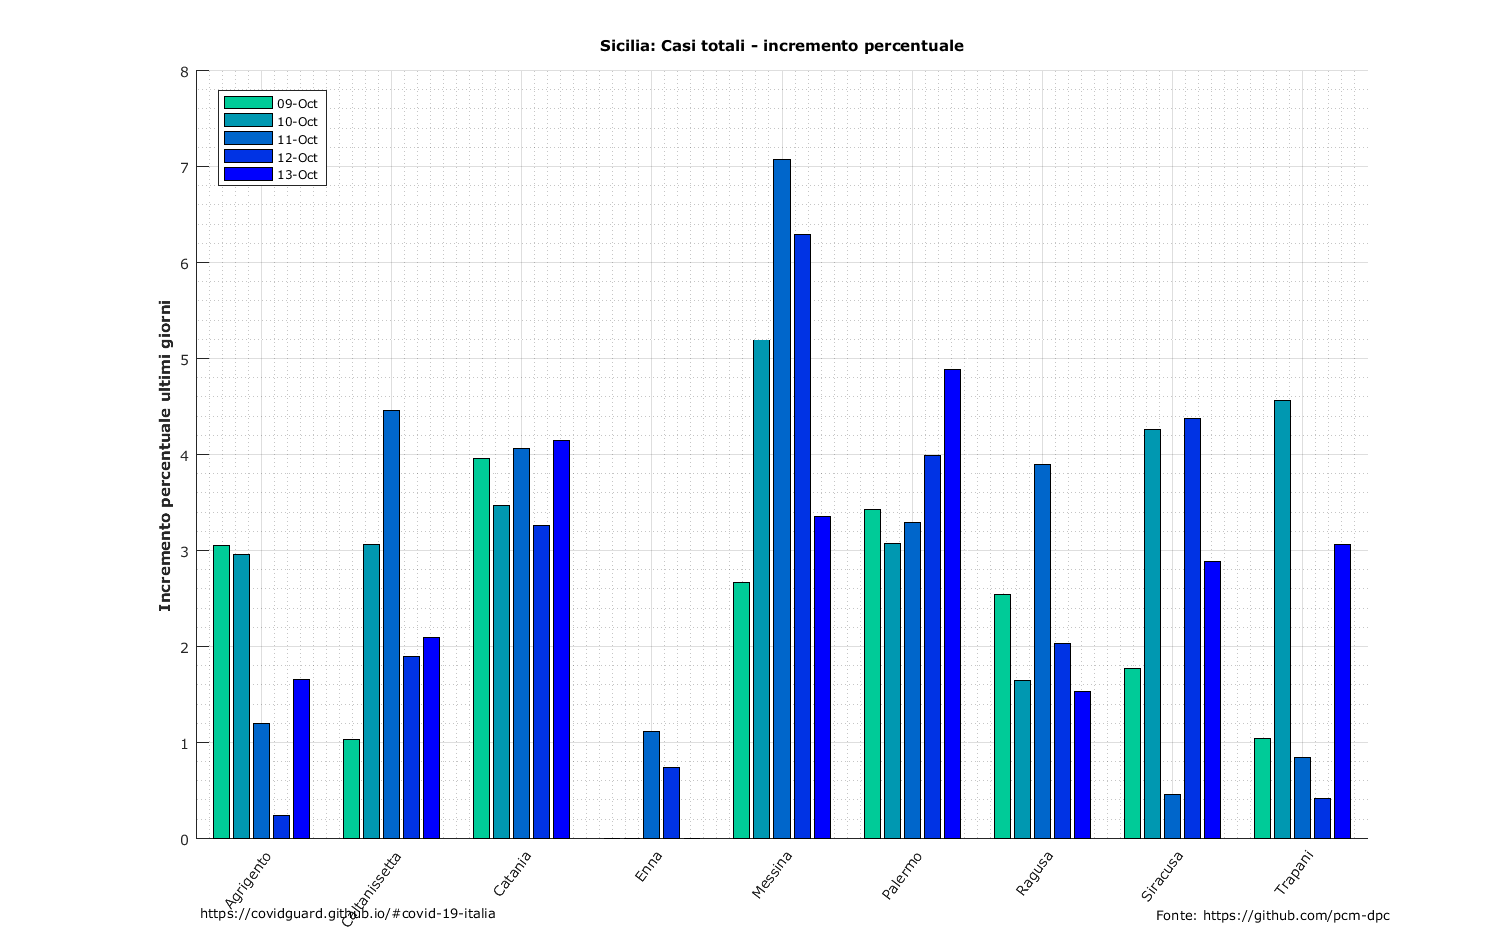 Sicilia: Casi totali - incremento percentuale
Incremento percentuale ultimi giorni
8
7
6
5
4
3
2
1
0
09-Oct
10-Oct
11-Oct
12-Oct
13-Oct
Agrigento
Caltanissetta
Catania
Enna
Messina
Palermo
Ragusa
Siracusa
Trapani
https://covidguard.github.io/#covid-19-italia
Fonte: https://github.com/pcm-dpc